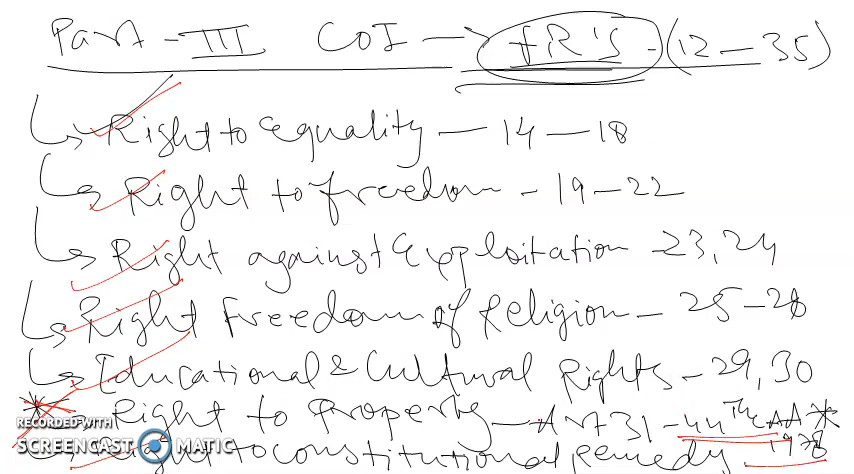 Part - III COI → FR'S - (12 - 35)
Right to equality - 14 - 18
Right to freedom - 19 - 22
Right against Exploitation - 23, 24
Right Freedom of Religion - 25 - 28
Educational & Cultural Rights - 29, 30
* Right to Property - Art 31 - 44th CAA *
1978
Right to constitutional Remedy
RECORDED WITH
SCREENCAST MATIC